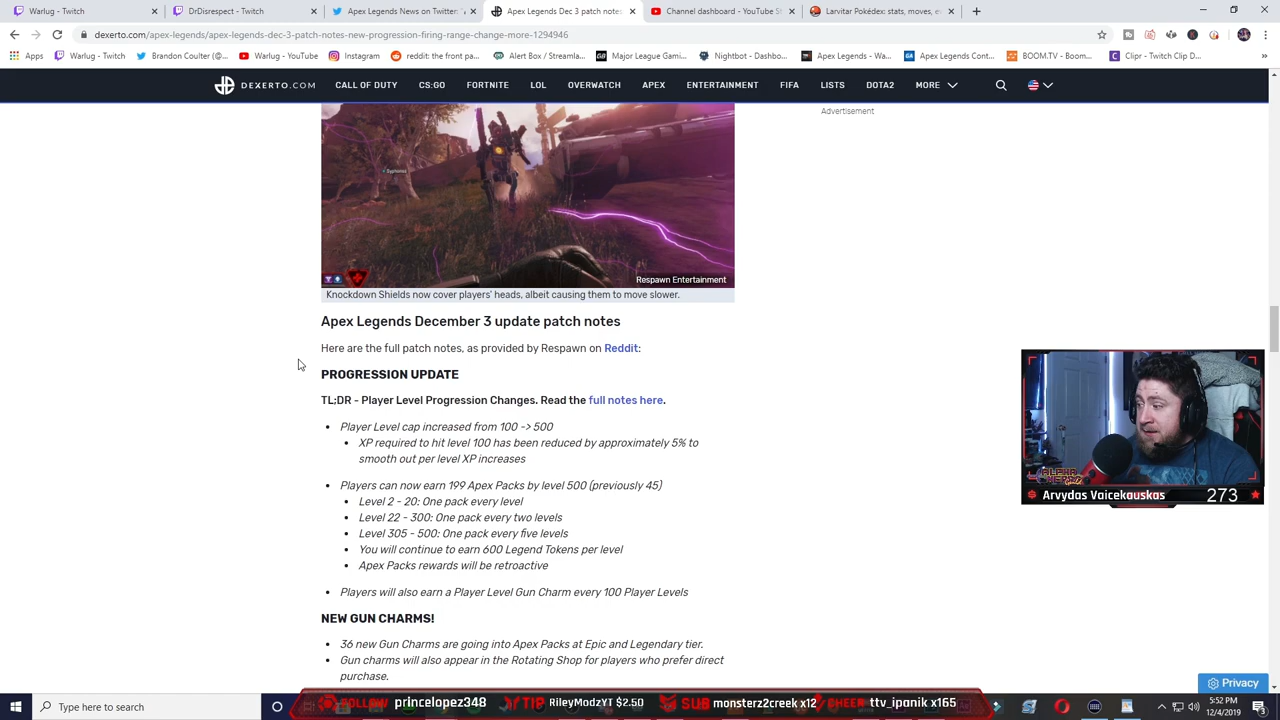 Warlug - Twitch
DrDisrespect - Twitch
Apex Legends News on Twitter:
Apex Legends Dec 3 patch notes
Channel dashboard - YouTube St
Larvitar Pokédex: stats, moves, e
dexerto.com/apex-legends/apex-legends-dec-3-patch-notes-new-progression-firing-range-change-more-1294946
Apps
Warlug - Twitch
Brandon Coulter (@...
Warlug - YouTube
Instagram
reddit: the front pa...
Alert Box / Streamla...
Major League Gami...
Nightbot - Dashbo...
Apex Legends - Wa...
Apex Legends Cont...
BOOM.TV - Boom...
Clipr - Twitch Clip D...
DEXERTO.COM
CALL OF DUTY
CS:GO
FORTNITE
LOL
OVERWATCH
APEX
ENTERTAINMENT
FIFA
LISTS
DOTA2
MORE
Advertisement
Respawn Entertainment
Knockdown Shields now cover players' heads, albeit causing them to move slower.
Apex Legends December 3 update patch notes
Here are the full patch notes, as provided by Respawn on Reddit:
PROGRESSION UPDATE
TL;DR - Player Level Progression Changes. Read the full notes here.
Player Level cap increased from 100 -> 500
XP required to hit level 100 has been reduced by approximately 5% to
smooth out per level XP increases
Players can now earn 199 Apex Packs by level 500 (previously 45)
Level 2 - 20: One pack every level
Level 22 - 300: One pack every two levels
Level 305 - 500: One pack every five levels
You will continue to earn 600 Legend Tokens per level
Apex Packs rewards will be retroactive
Players will also earn a Player Level Gun Charm every 100 Player Levels
NEW GUN CHARMS!
36 new Gun Charms are going into Apex Packs at Epic and Legendary tier.
Gun charms will also appear in the Rotating Shop for players who prefer direct
purchase.
Arvydas Vaicekauskas
273
Privacy
Type here to search
FOLLOW princelopez348
TIP RileyModzYT $2.50
SUB monsterz2creek x12
CHEER ttv_ipanik x165
5:52 PM
12/4/2019